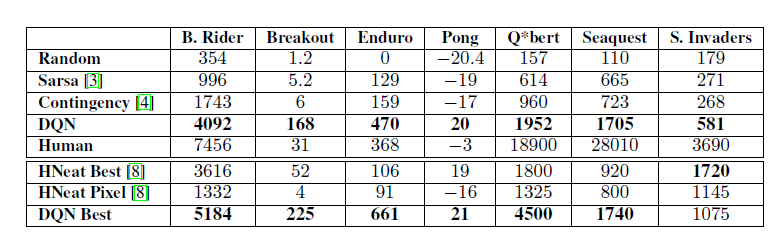 B. Rider Breakout Enduro Pong Q*bert Seaquest S. Invaders
Random 354 1.2 0 −20.4 157 110 179
Sarsa [3] 996 5.2 129 −19 614 665 271
Contingency [4] 1743 6 159 −17 960 723 268
DQN 4092 168 470 20 1952 1705 581
Human 7456 31 368 −3 18900 28010 3690
HNeat Best [8] 3616 52 106 19 1800 920 1720
HNeat Pixel [8] 1332 4 91 −16 1325 800 1145
DQN Best 5184 225 661 21 4500 1740 1075